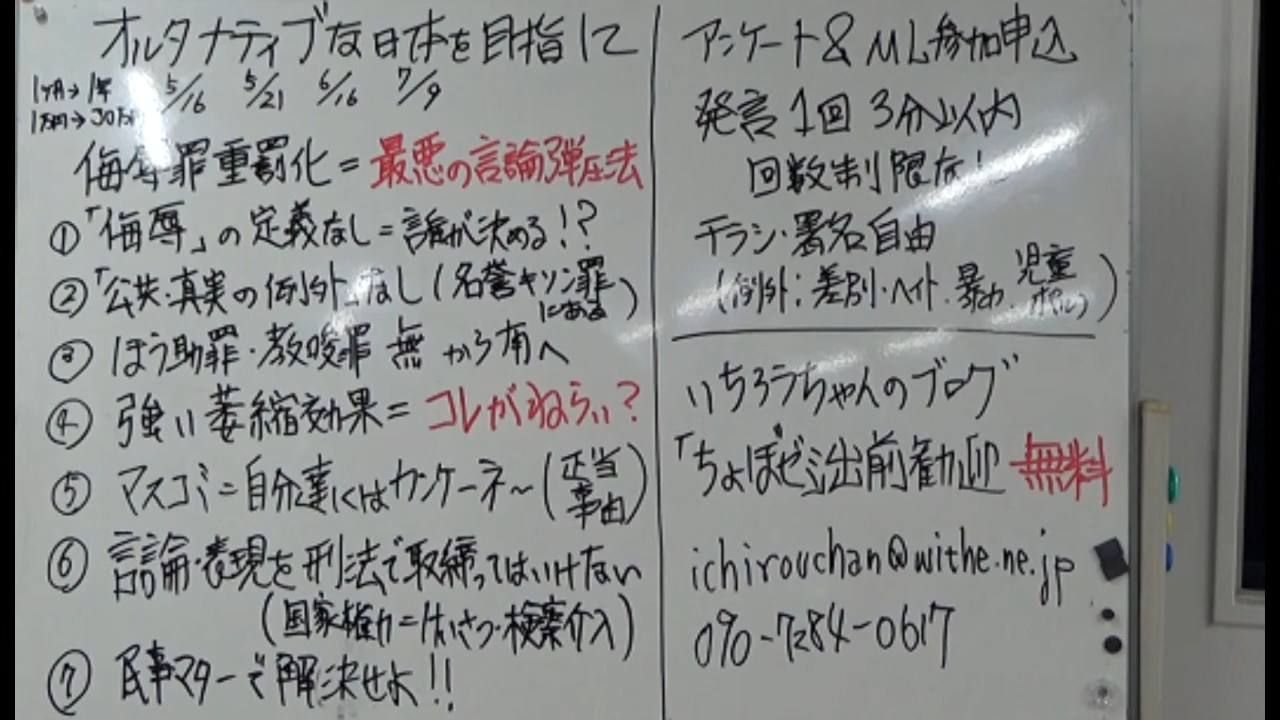 オルタナティブな日本を目指して
1ヶ月→1年 5/16 5/21 6/16 7/9
1万円→30万
侮辱罪重罰化=最悪の言論弾圧法
①「侮辱」の定義なし=誰が決める!?
②「公共・真実の例外」なし(名誉キソン罪にある)
③ ほう助罪・教唆罪 無から有へ
④ 強い萎縮効果=コレがねらい?
⑤ マスコミ=自分達にはカンケーネ〜(正当事由)
⑥ 言論・表現を刑法で取締ってはいけない
(国家権力=けいさつ・検察介入)
⑦ 民事マターで解決せよ!!
アンケート&ML参加申込
発言1回3分以内
回数制限な!
チラシ・署名自由
(例外:差別・ヘイト・暴力・児童ポルノ)
いちろうちゃんのブログ
「ちょぼゼミ出前歓迎 無料
ichirouchan@withe.ne.jp
090-7284-0617